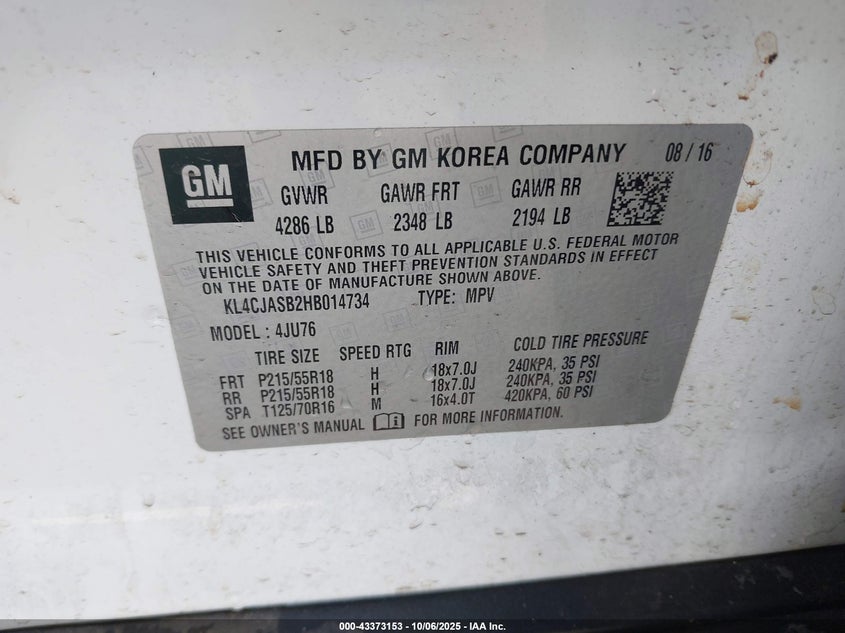 GM
MFD BY GM KOREA COMPANY 08 / 16
GVWR GAWR FRT GAWR RR
4286 LB 2348 LB 2194 LB
THIS VEHICLE CONFORMS TO ALL APPLICABLE U.S. FEDERAL MOTOR
VEHICLE SAFETY AND THEFT PREVENTION STANDARDS IN EFFECT
ON THE DATE OF MANUFACTURE SHOWN ABOVE.
KL4CJASB2HB014734 TYPE: MPV
MODEL : 4JU76
TIRE SIZE SPEED RTG RIM COLD TIRE PRESSURE
FRT P215/55R18 H 18x7.0J 240KPA, 35 PSI
RR P215/55R18 H 18x7.0J 240KPA, 35 PSI
SPA T125/70R16 M 16x4.0T 420KPA, 60 PSI
SEE OWNER'S MANUAL FOR MORE INFORMATION.
000-43373153 - 10/06/2025 - IAA Inc.